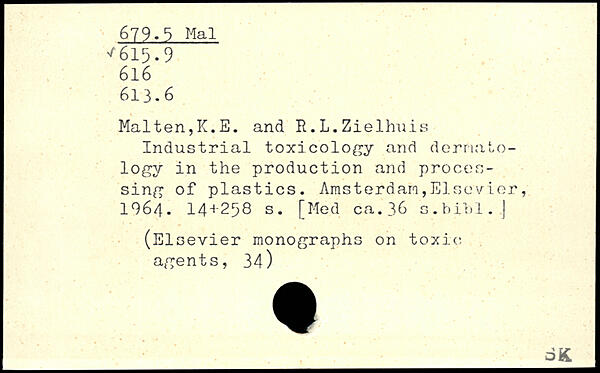 679.5 Mal
✓615.9
616
613.6
Malten,K.E. and R.L.Zielhuis
Industrial toxicology and dermato-
logy in the production and proces-
sing of plastics. Amsterdam,Elsevier,
1964. 14+258 s. [Med ca.36 s.bibl.]
(Elsevier monographs on toxic
agents, 34)
SK